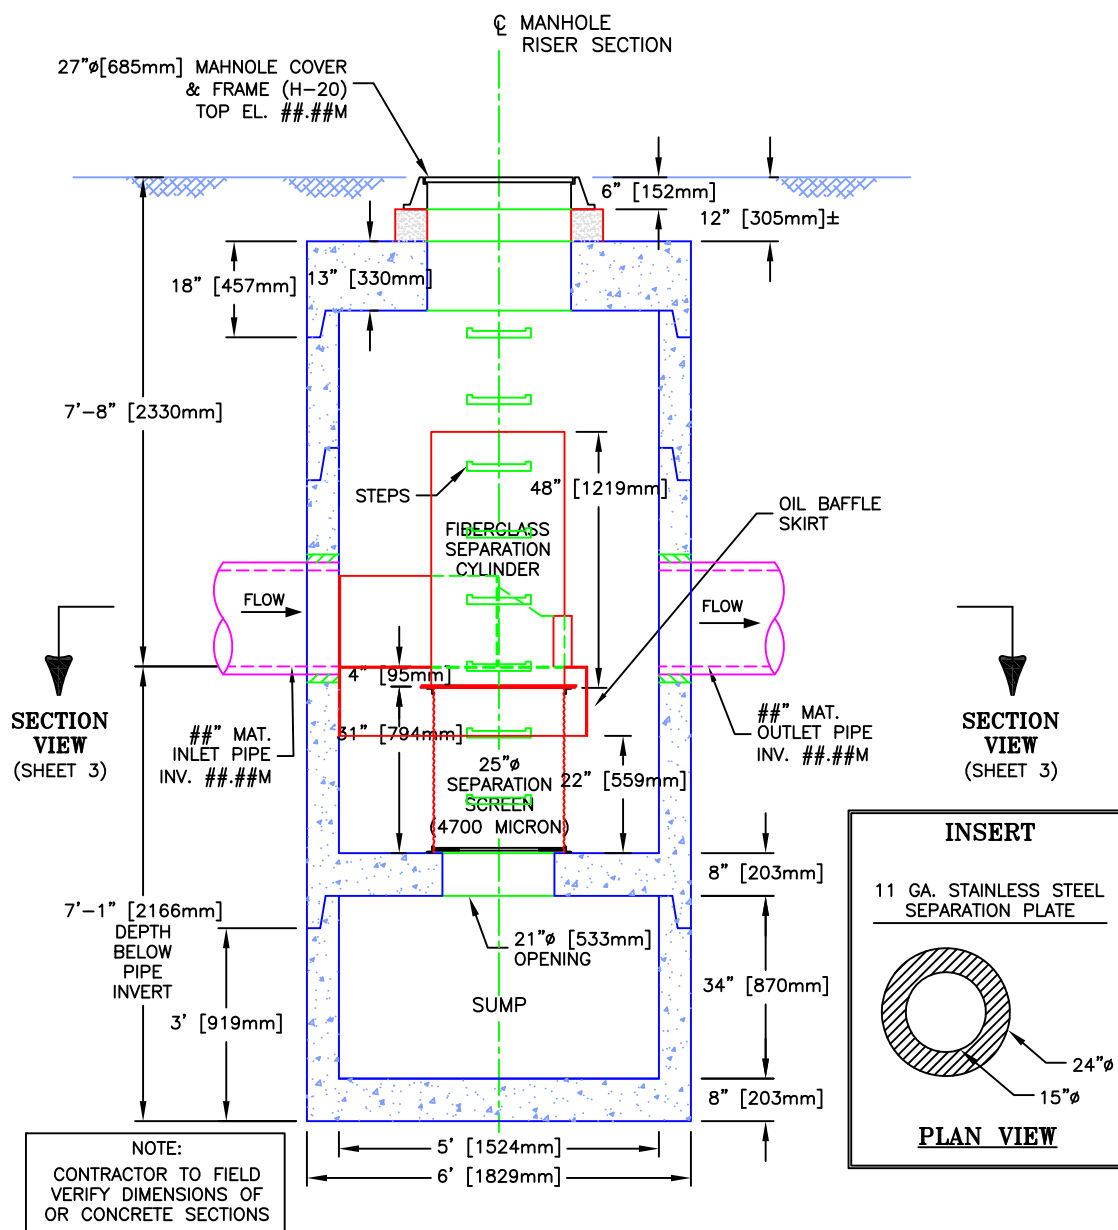 ℄ MANHOLE
RISER SECTION
27"ø[685mm] MAHNOLE COVER
& FRAME (H-20)
TOP EL. ##.##M
6" [152mm]
12" [305mm]±
18" [457mm]
13" [330mm]
7'-8" [2330mm]
STEPS
48" [1219mm]
OIL BAFFLE
SKIRT
FIBERGLASS
SEPARATION
CYLINDER
FLOW
FLOW
4" [95mm]
SECTION
VIEW
(SHEET 3)
##" MAT.
INLET PIPE
INV. ##.##M
31" [794mm]
##" MAT.
OUTLET PIPE
INV. ##.##M
SECTION
VIEW
(SHEET 3)
25"ø
SEPARATION
SCREEN
(4700 MICRON)
22" [559mm]
8" [203mm]
7'-1" [2166mm]
DEPTH
BELOW
PIPE
INVERT
21"ø [533mm]
OPENING
34" [870mm]
SUMP
3' [919mm]
8" [203mm]
5' [1524mm]
6' [1829mm]
NOTE:
CONTRACTOR TO FIELD
VERIFY DIMENSIONS OF
OR CONCRETE SECTIONS
INSERT
11 GA. STAINLESS STEEL
SEPARATION PLATE
24"ø
15"ø
PLAN VIEW